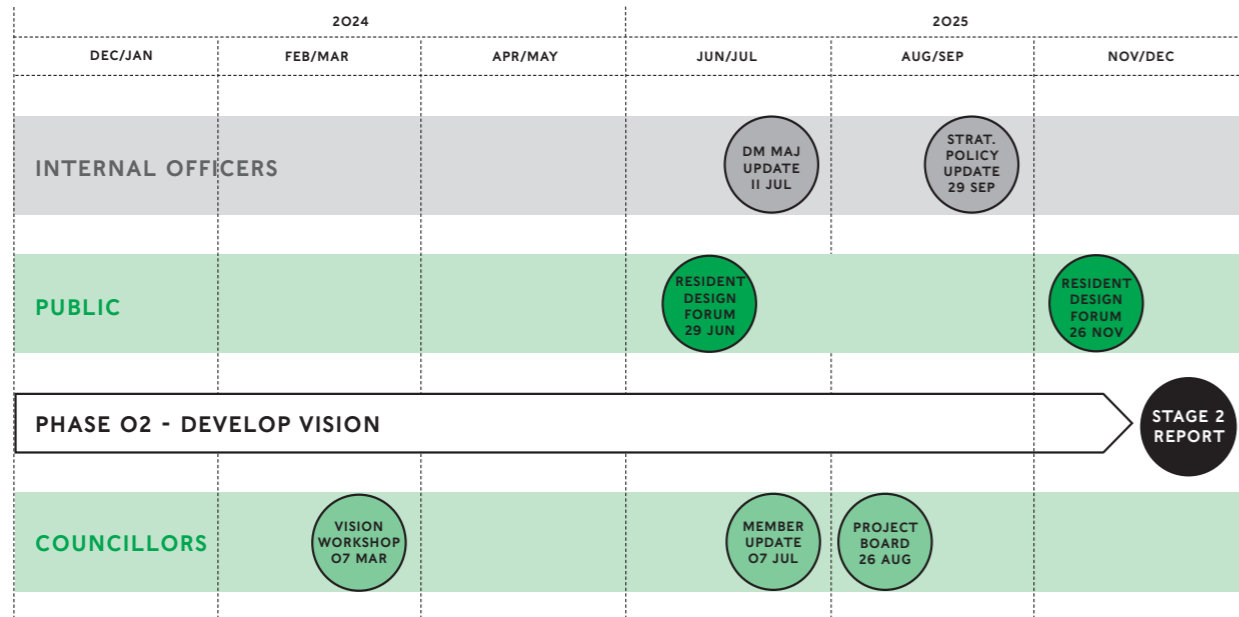 2024
2025
DEC/JAN
FEB/MAR
APR/MAY
JUN/JUL
AUG/SEP
NOV/DEC
INTERNAL OFFICERS
DM MAJ
UPDATE
11 JUL
STRAT.
POLICY
UPDATE
29 SEP
PUBLIC
RESIDENT
DESIGN
FORUM
29 JUN
RESIDENT
DESIGN
FORUM
26 NOV
PHASE 02 - DEVELOP VISION
STAGE 2
REPORT
COUNCILLORS
VISION
WORKSHOP
07 MAR
MEMBER
UPDATE
07 JUL
PROJECT
BOARD
26 AUG